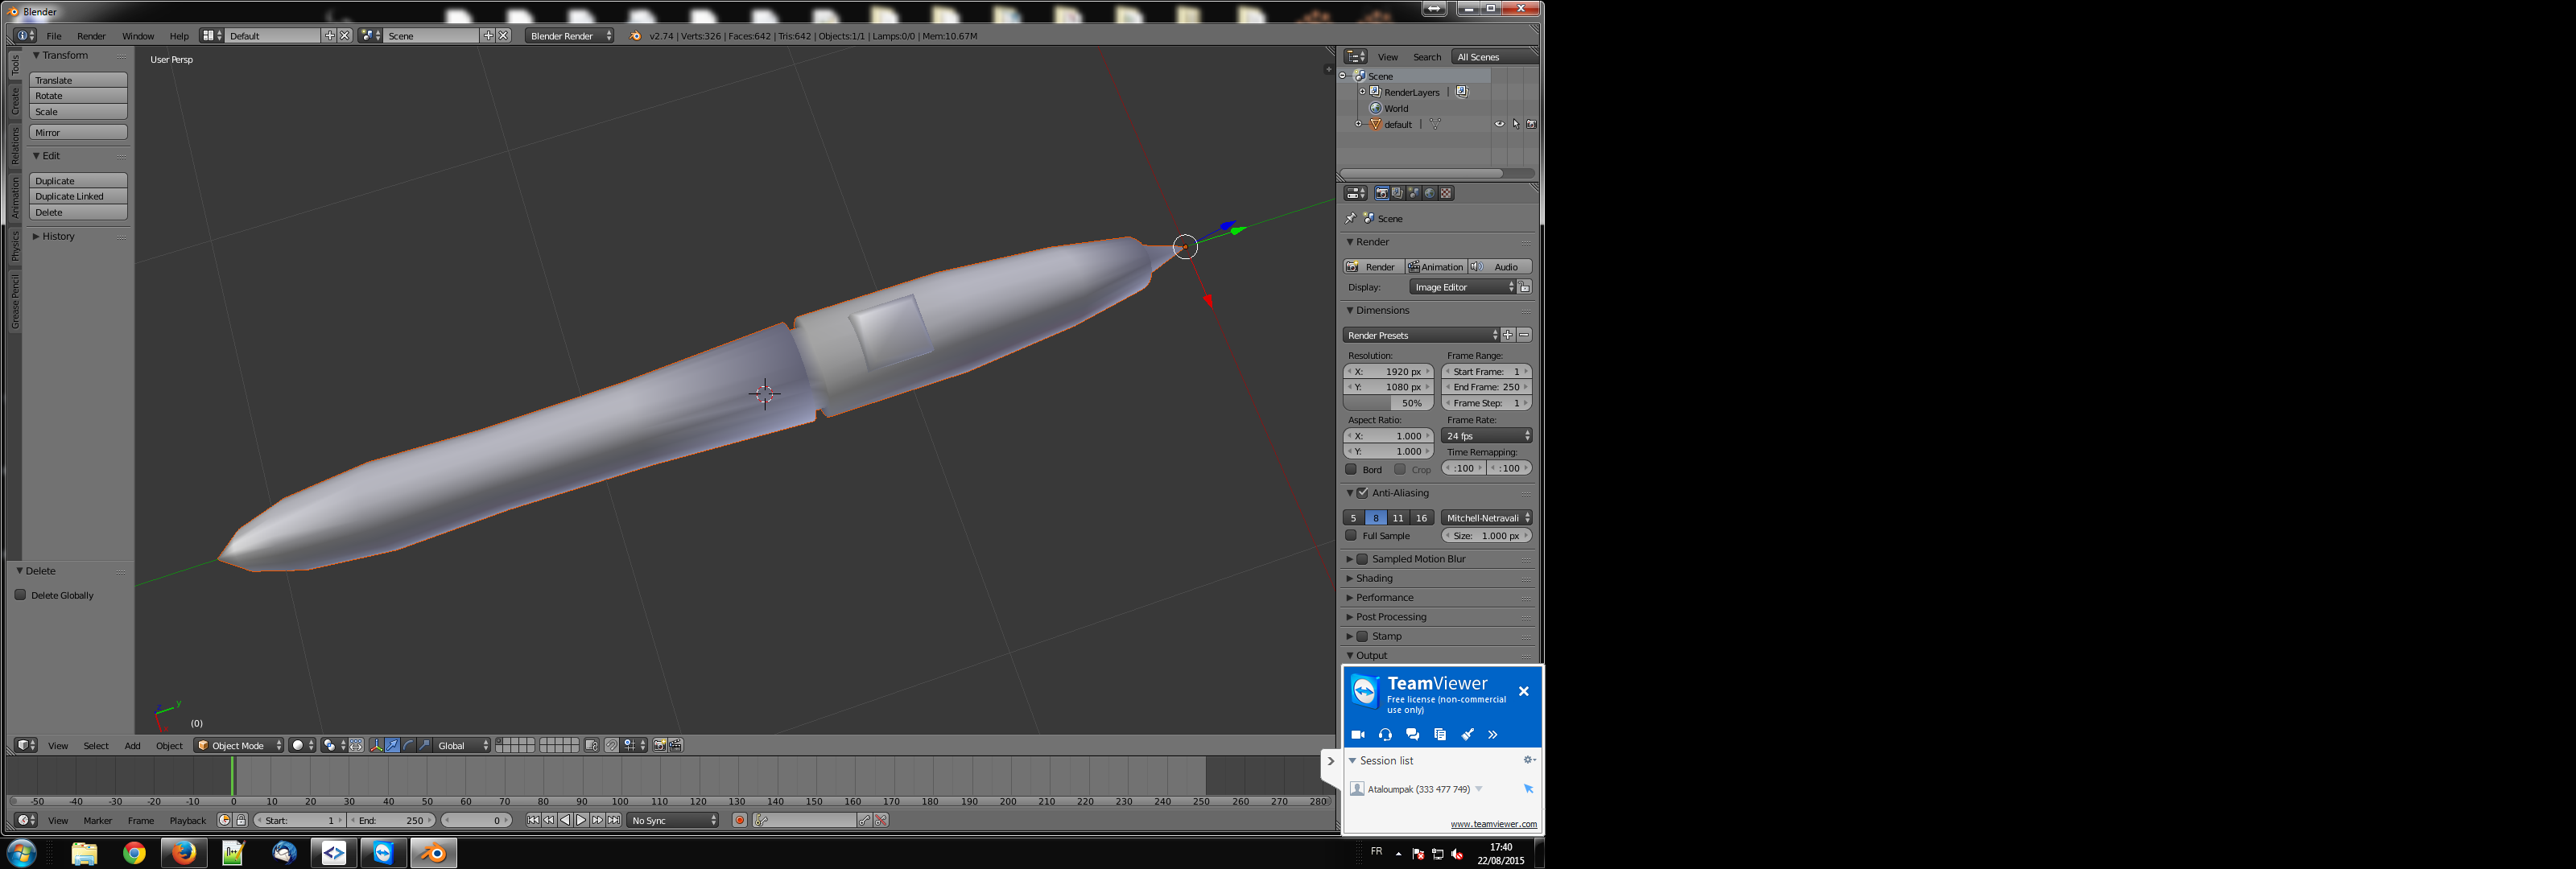 Blender
File Render Window Help Default Scene Blender Render v2.74 | Verts:326 | Faces:642 | Tris:642 | Objects:1/1 | Lamps:0/0 | Mem:10.67M
Tools
Create
Relations
Animation
Physics
Grease Pencil
Transform
Translate
Rotate
Scale
Mirror
Edit
Duplicate
Duplicate Linked
Delete
History
Delete
Delete Globally
User Persp
y
(0)
View Select Add Object Object Mode Global
-50 -40 -30 -20 -10 0 10 20 30 40 50 60 70 80 90 100 110 120 130 140 150 160 170 180 190 200 210 220 230 240 250 260 270 280
View Marker Frame Playback Start: 1 End: 250 0 No Sync
View Search All Scenes
Scene
RenderLayers |
World
default |
Scene
Render
Render Animation Audio
Display: Image Editor
Dimensions
Render Presets
Resolution: Frame Range:
X: 1920 px Start Frame: 1
Y: 1080 px End Frame: 250
50% Frame Step: 1
Aspect Ratio: Frame Rate:
X: 1.000 24 fps
Y: 1.000 Time Remapping:
Bord Crop :100 :100
Anti-Aliasing
5 8 11 16 Mitchell-Netravali
Full Sample Size: 1.000 px
Sampled Motion Blur
Shading
Performance
Post Processing
Stamp
Output
TeamViewer
Free license (non-commercial
use only)
Session list
Ataloumpak (333 477 749)
www.teamviewer.com
FR
17:40
22/08/2015